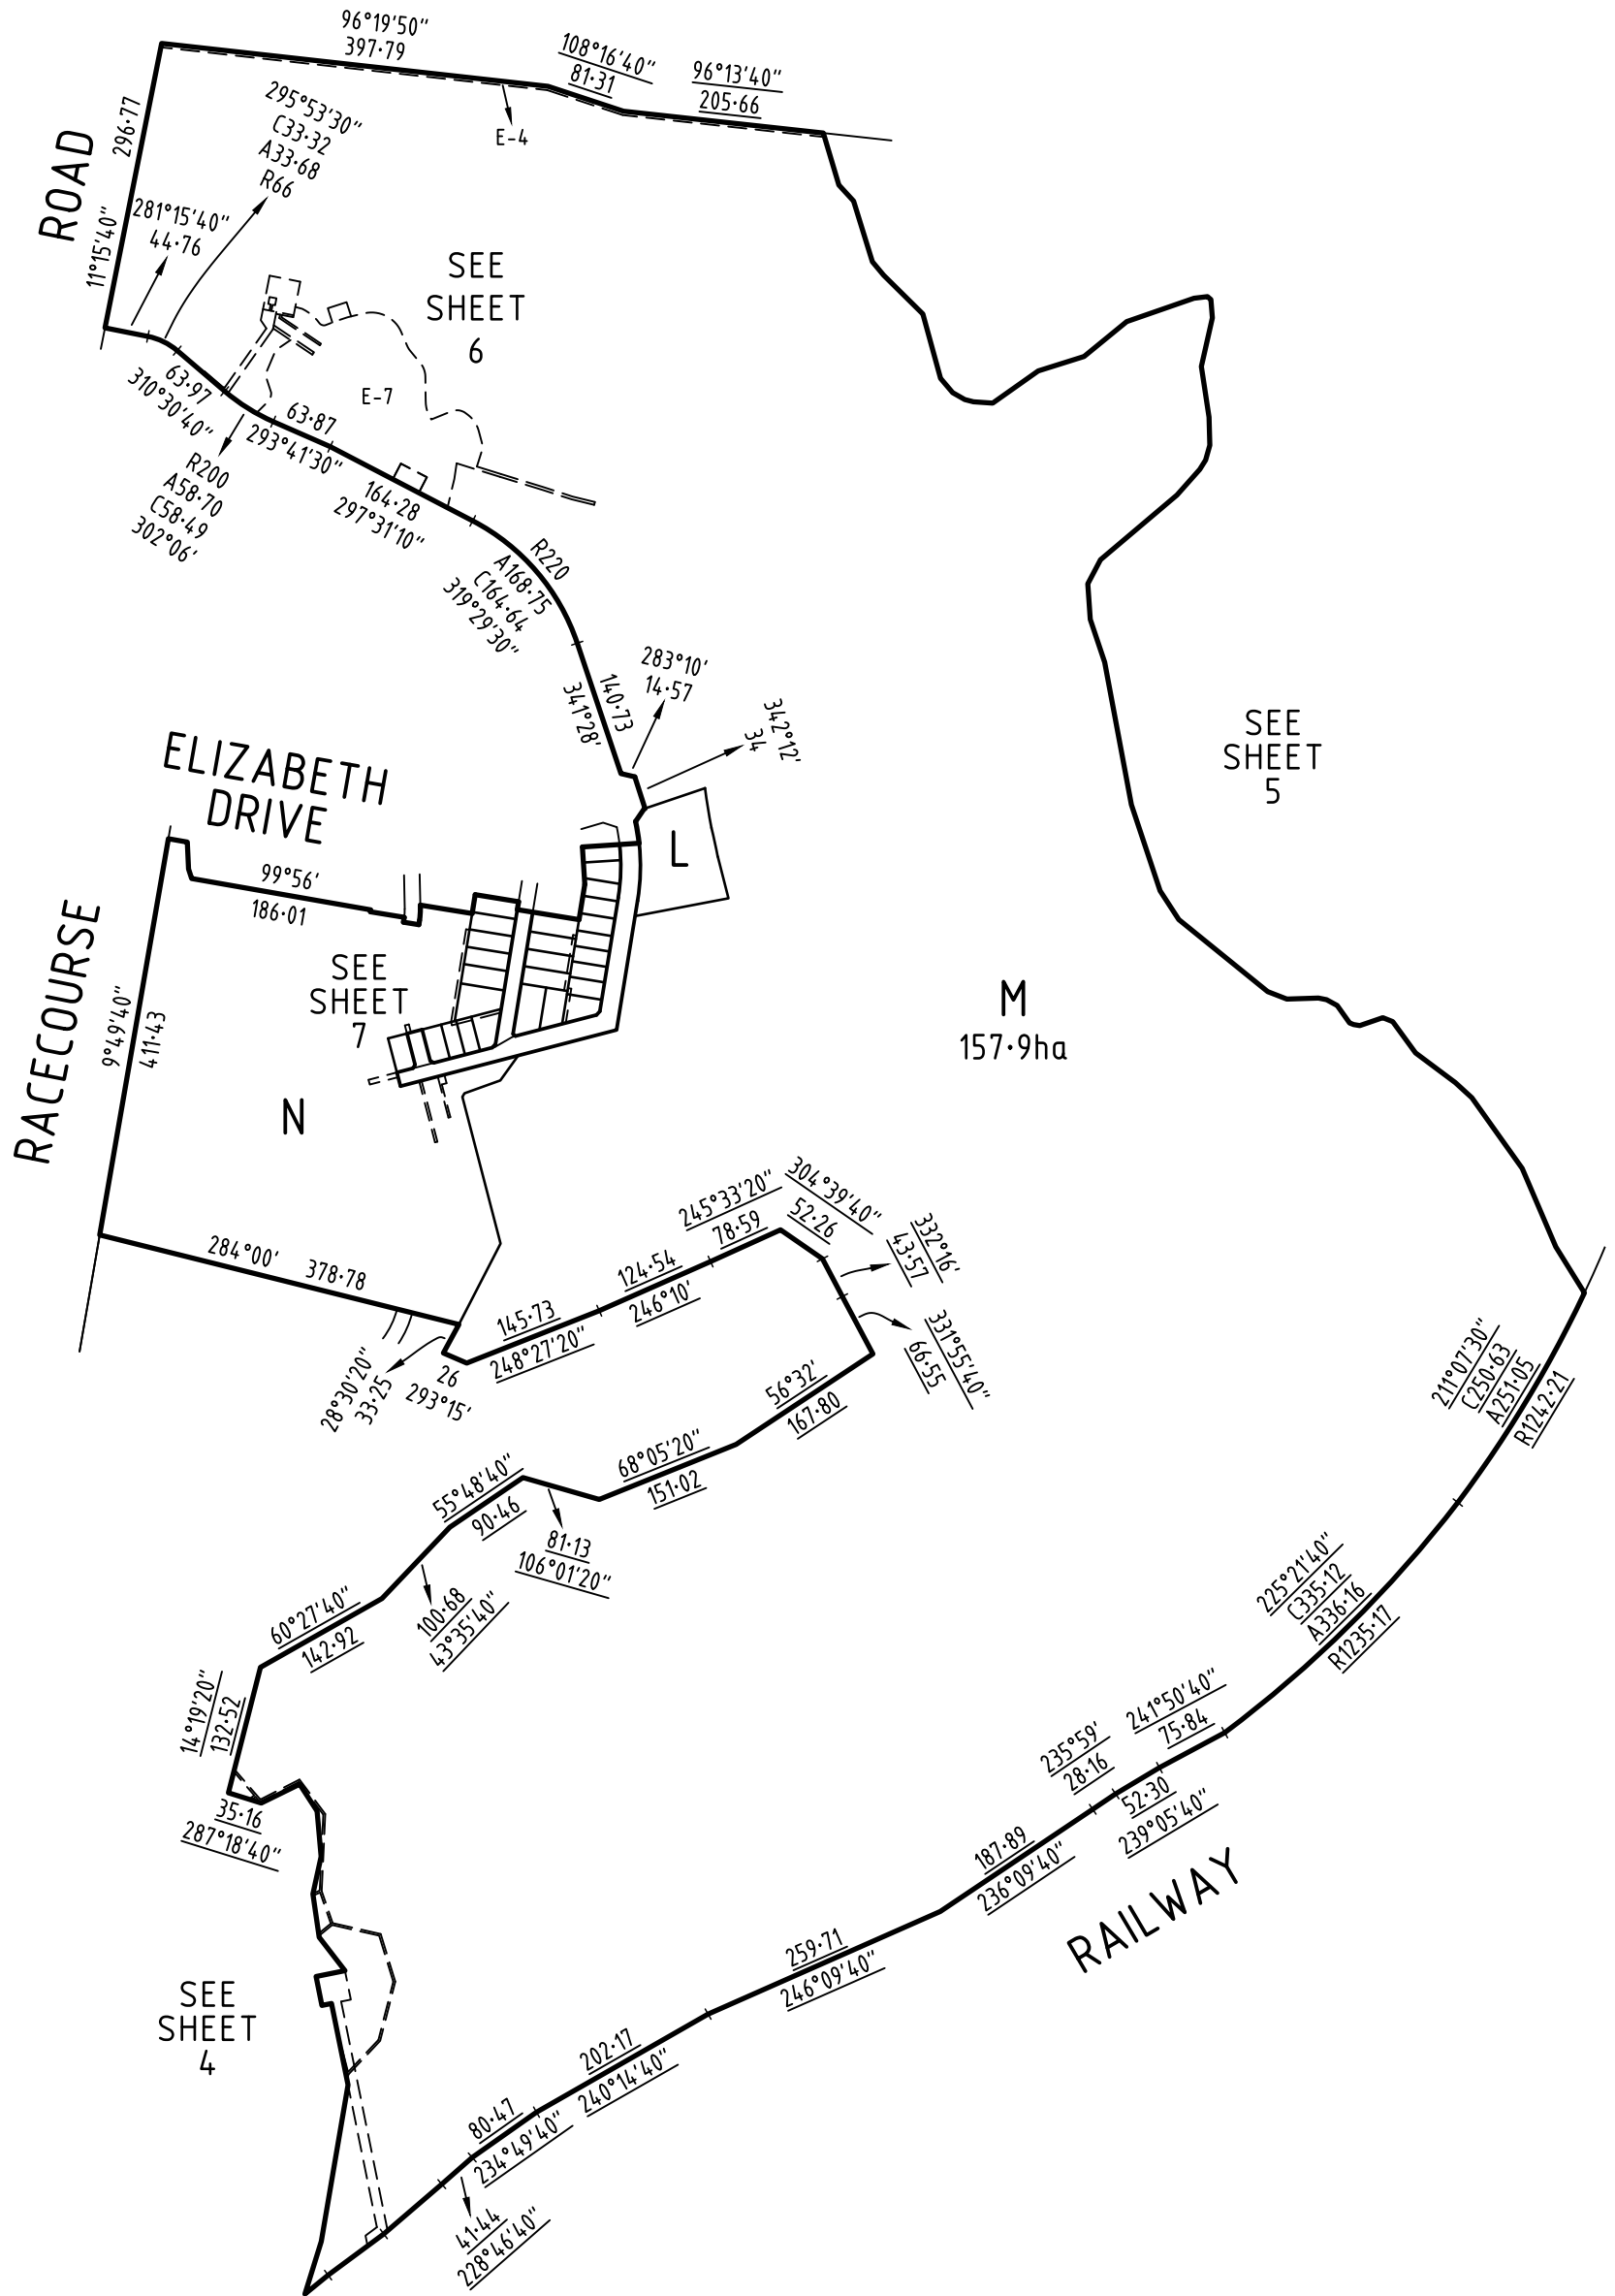 96°19'50"
397·79
108°16'40"
81·31
96°13'40"
205·66
E-4
ROAD
296·77
11°15'40"
295°53'30"
C33·32
A33·68
R66
281°15'40"
44·76
SEE
SHEET
6
63·97
310°30'40"
E-7
63·87
293°41'30"
R200
A58·70
C58·49
302°06'
164·28
297°31'10"
R220
A168·75
C164·64
319°29'30"
283°10'
14·57
140·73
341°28'
342°12'
34
SEE
SHEET
5
ELIZABETH
DRIVE
L
99°56'
186·01
RACECOURSE
SEE
SHEET
7
M
157·9ha
9°49'40"
411·43
N
284°00'
378·78
245°33'20"
78·59
304°39'40"
52·26
332°16'
43·57
124·54
246°10'
145·73
248°27'20"
331°55'40"
66·55
28°30'20"
33·25
26
293°15'
56°32'
167·80
211°07'30"
C250·63
A251·05
R1242·21
68°05'20"
151·02
55°48'40"
90·46
81·13
106°01'20"
225°21'40"
C335·12
A336·16
R1235·17
60°27'40"
142·92
100·68
43°35'40"
14°19'20"
132·52
241°50'40"
75·84
235°59'
28·16
52·30
239°05'40"
35·16
287°18'40"
187·89
236°09'40"
RAILWAY
259·71
246°09'40"
SEE
SHEET
4
202·17
240°14'40"
80·47
234°49'40"
41·44
228°46'40"